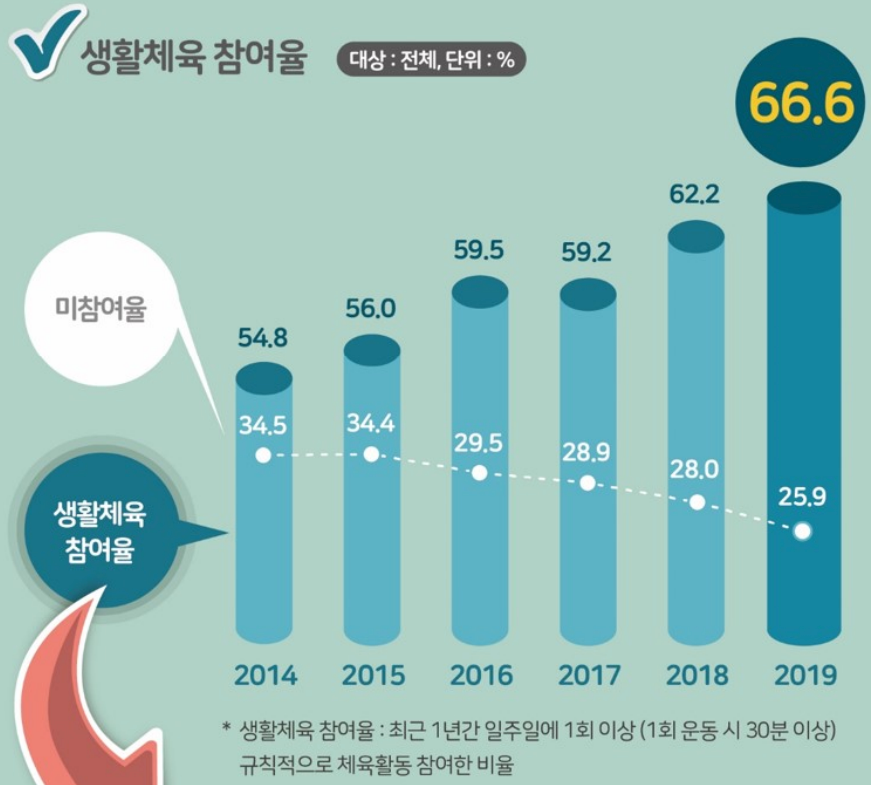 생활체육 참여율
대상 : 전체, 단위 : %
66.6
62.2
59.5
59.2
56.0
54.8
미참여율
34.5
34.4
29.5
28.9
28.0
25.9
생활체육
참여율
2014
2015
2016
2017
2018
2019
* 생활체육 참여율 : 최근 1년간 일주일에 1회 이상 (1회 운동 시 30분 이상)
규칙적으로 체육활동 참여한 비율